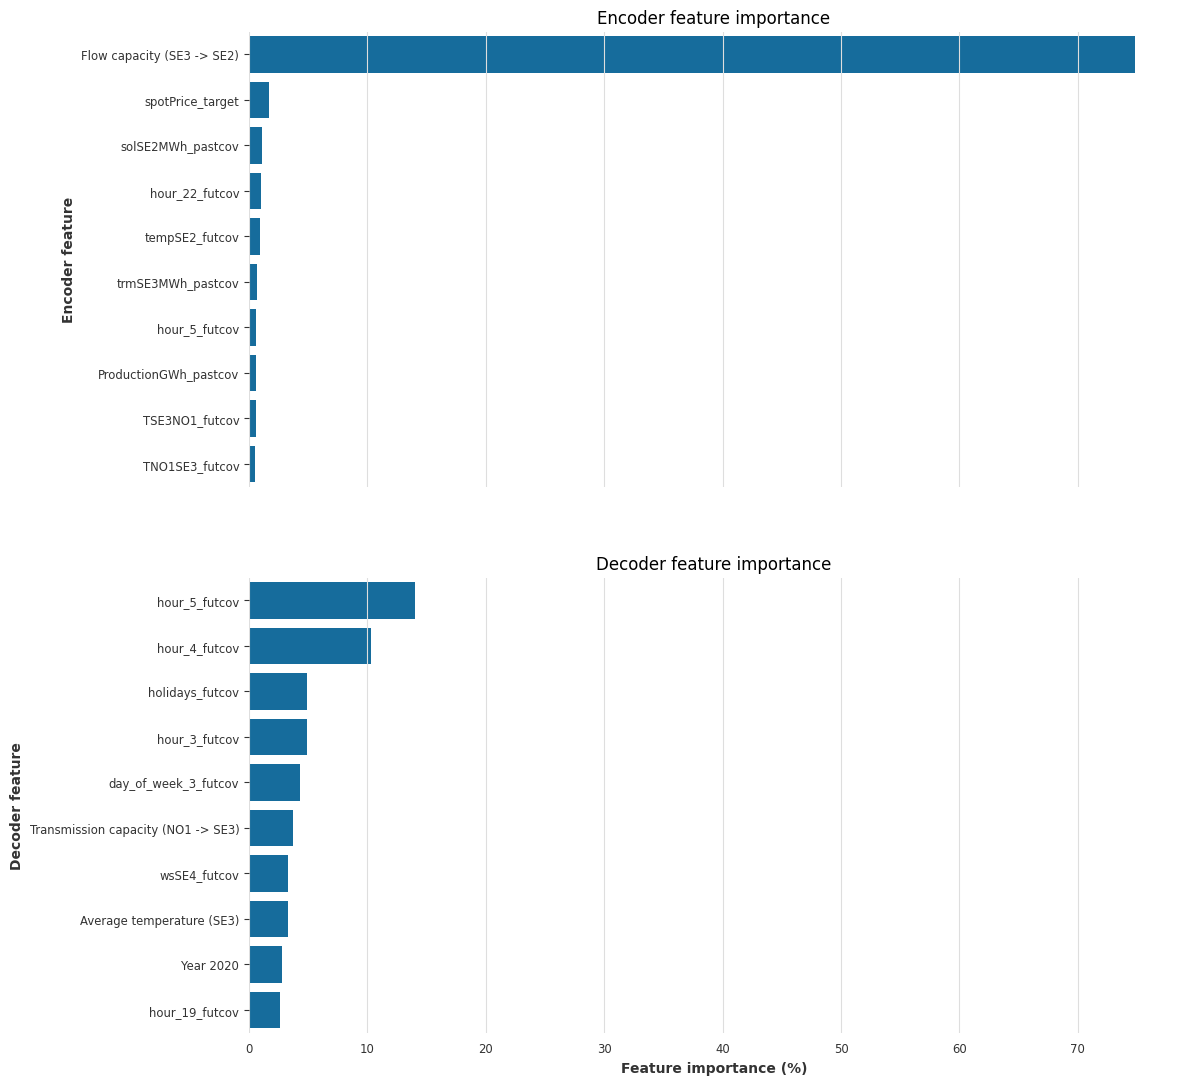 Encoder feature importance
Encoder feature
Flow capacity (SE3 -> SE2)
spotPrice_target
solSE2MWh_pastcov
hour_22_futcov
tempSE2_futcov
trmSE3MWh_pastcov
hour_5_futcov
ProductionGWh_pastcov
TSE3NO1_futcov
TNO1SE3_futcov
Decoder feature importance
Decoder feature
hour_5_futcov
hour_4_futcov
holidays_futcov
hour_3_futcov
day_of_week_3_futcov
Transmission capacity (NO1 -> SE3)
wsSE4_futcov
Average temperature (SE3)
Year 2020
hour_19_futcov
0 10 20 30 40 50 60 70
Feature importance (%)